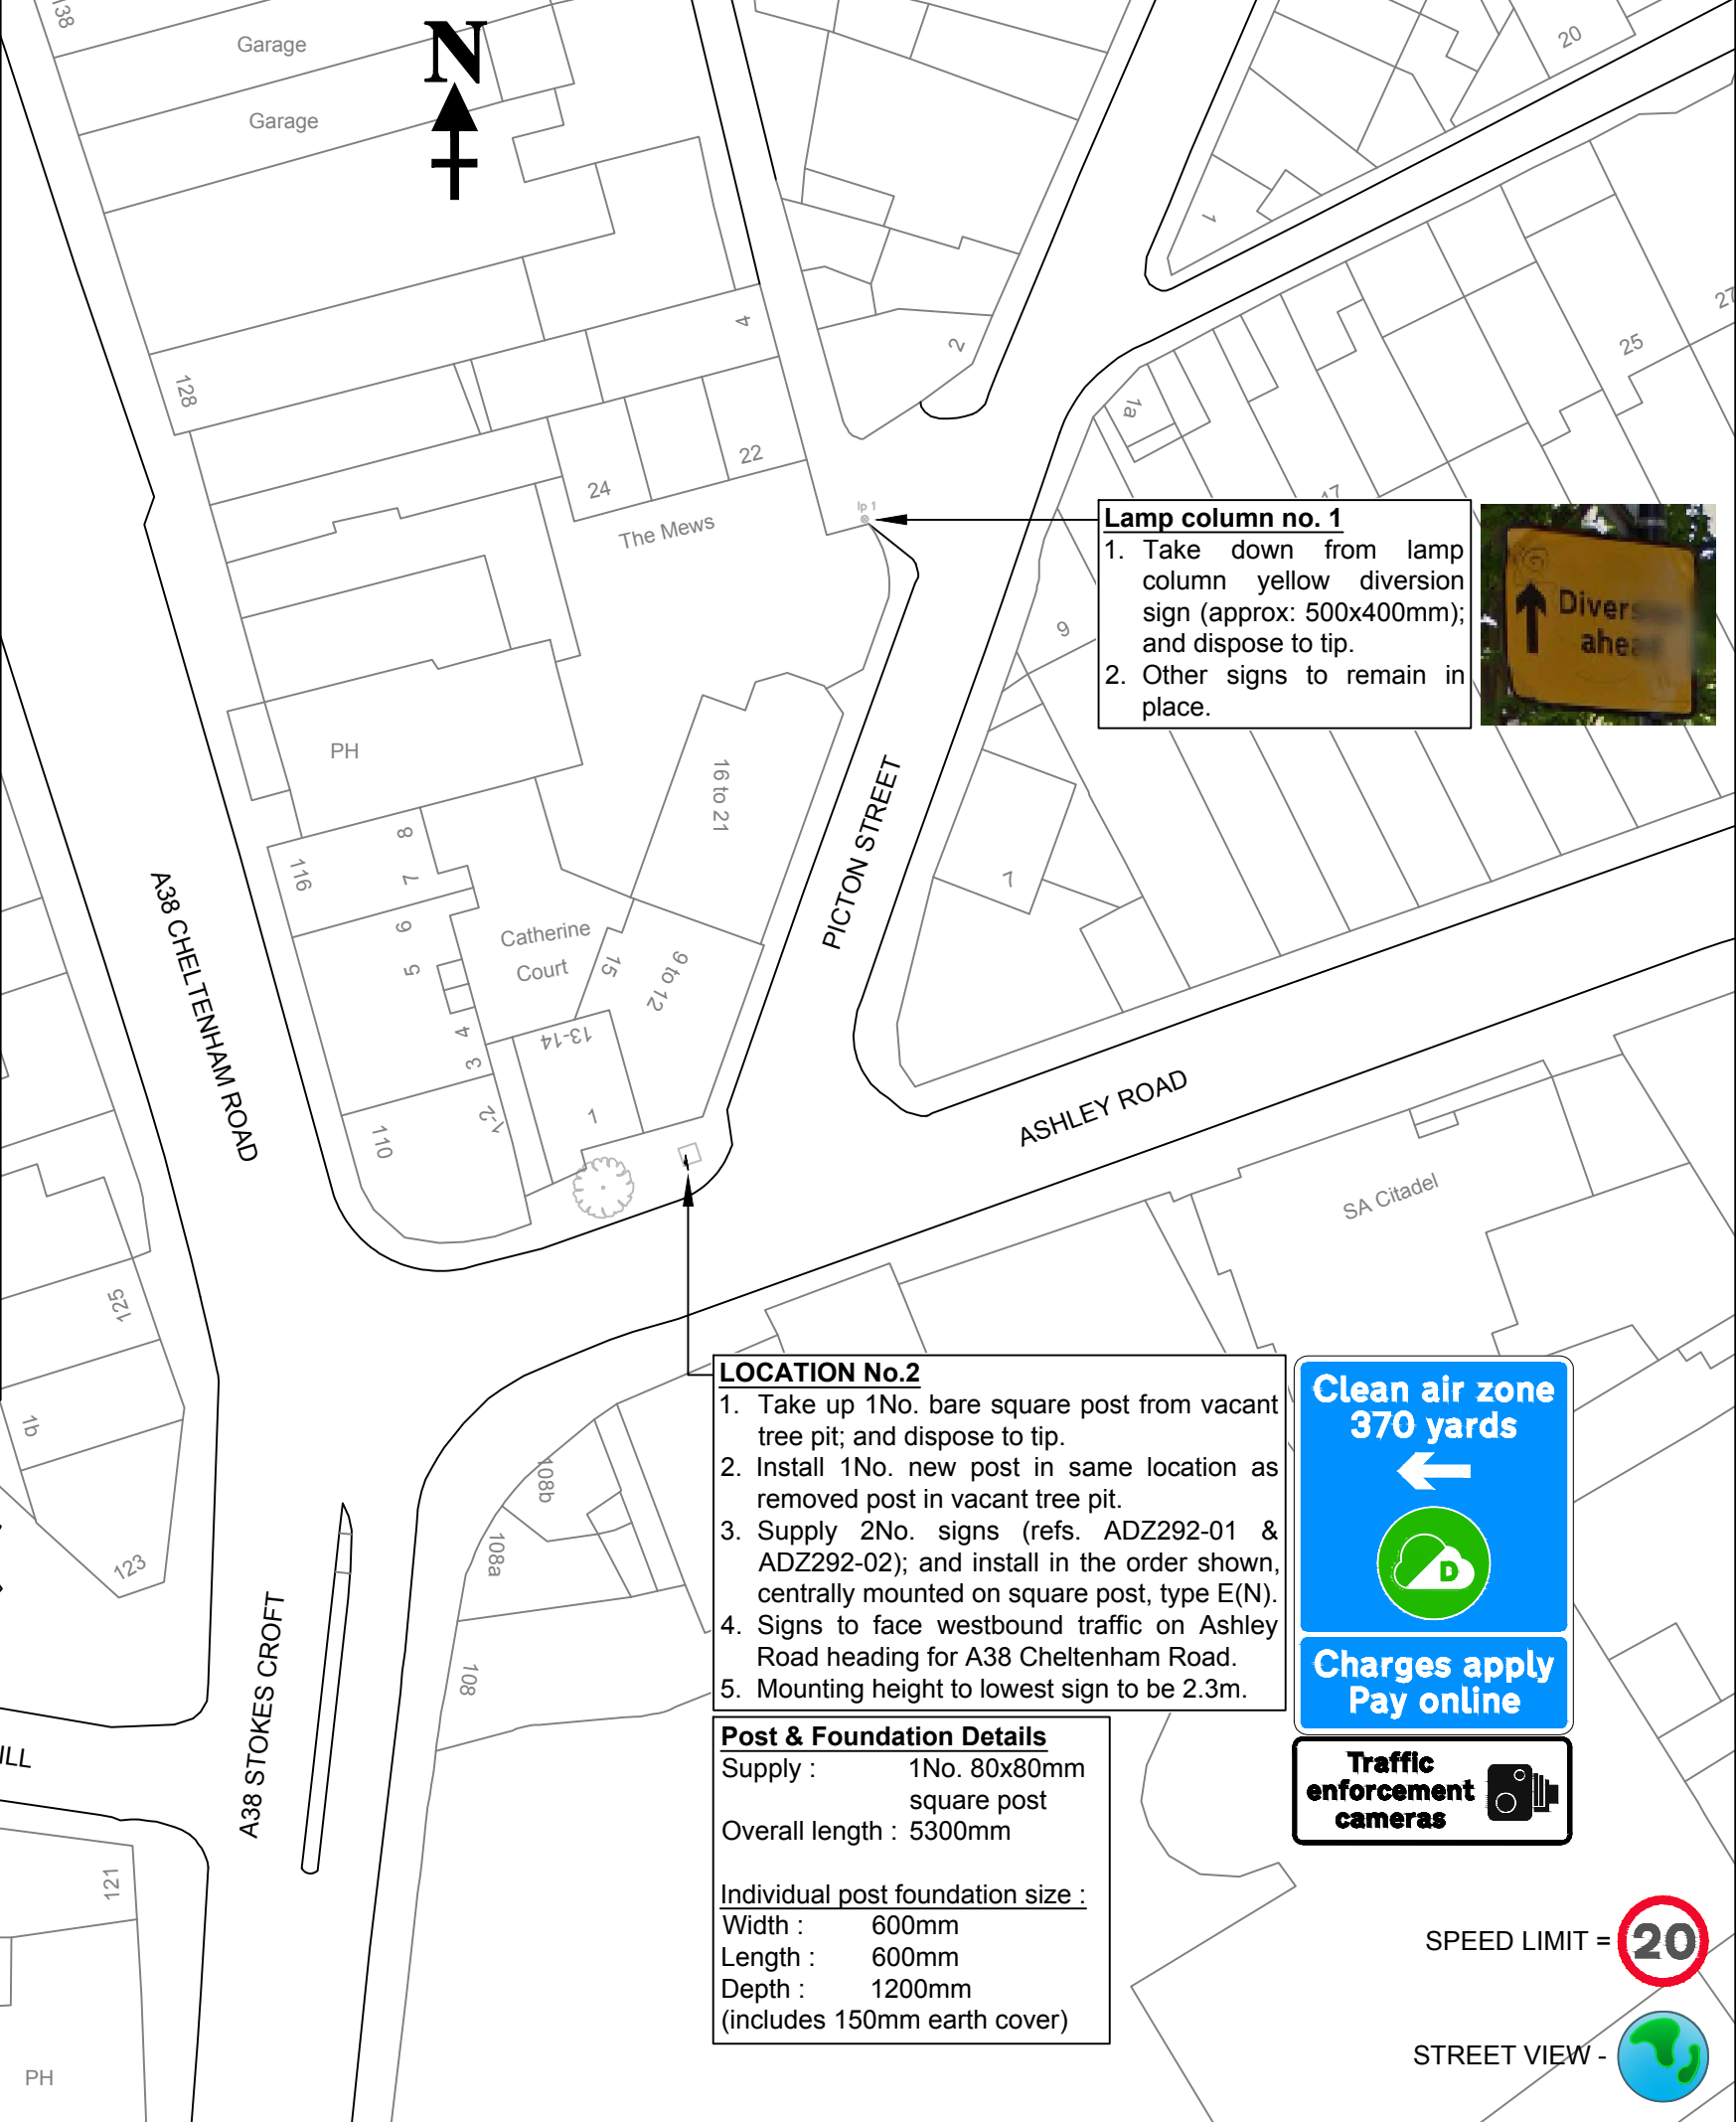 138
Garage
N
20
Garage
1
27
4
25
2
128
1a
22
24
17
lp 1
The Mews
Lamp column no. 1
1. Take down from lamp
column yellow diversion
sign (approx: 500x400mm);
and dispose to tip.
2. Other signs to remain in
place.
Diver
ahea
9
PH
16 to 21
PICTON STREET
8
7
116
7
6
5
Catherine
Court
15
9 to 12
A38 CHELTENHAM ROAD
4
3
13-14
1-2
1
110
ASHLEY ROAD
SA Citadel
125
1b
123
108b
108a
108
LOCATION No.2
1. Take up 1No. bare square post from vacant
tree pit; and dispose to tip.
2. Install 1No. new post in same location as
removed post in vacant tree pit.
3. Supply 2No. signs (refs. ADZ292-01 &
ADZ292-02); and install in the order shown,
centrally mounted on square post, type E(N).
4. Signs to face westbound traffic on Ashley
Road heading for A38 Cheltenham Road.
5. Mounting height to lowest sign to be 2.3m.
Clean air zone
370 yards
D
Charges apply
Pay online
Traffic
enforcement
cameras
A38 STOKES CROFT
ILL
121
PH
Post & Foundation Details
Supply : 1No. 80x80mm
square post
Overall length : 5300mm
Individual post foundation size :
Width : 600mm
Length : 600mm
Depth : 1200mm
(includes 150mm earth cover)
SPEED LIMIT = 20
STREET VIEW -